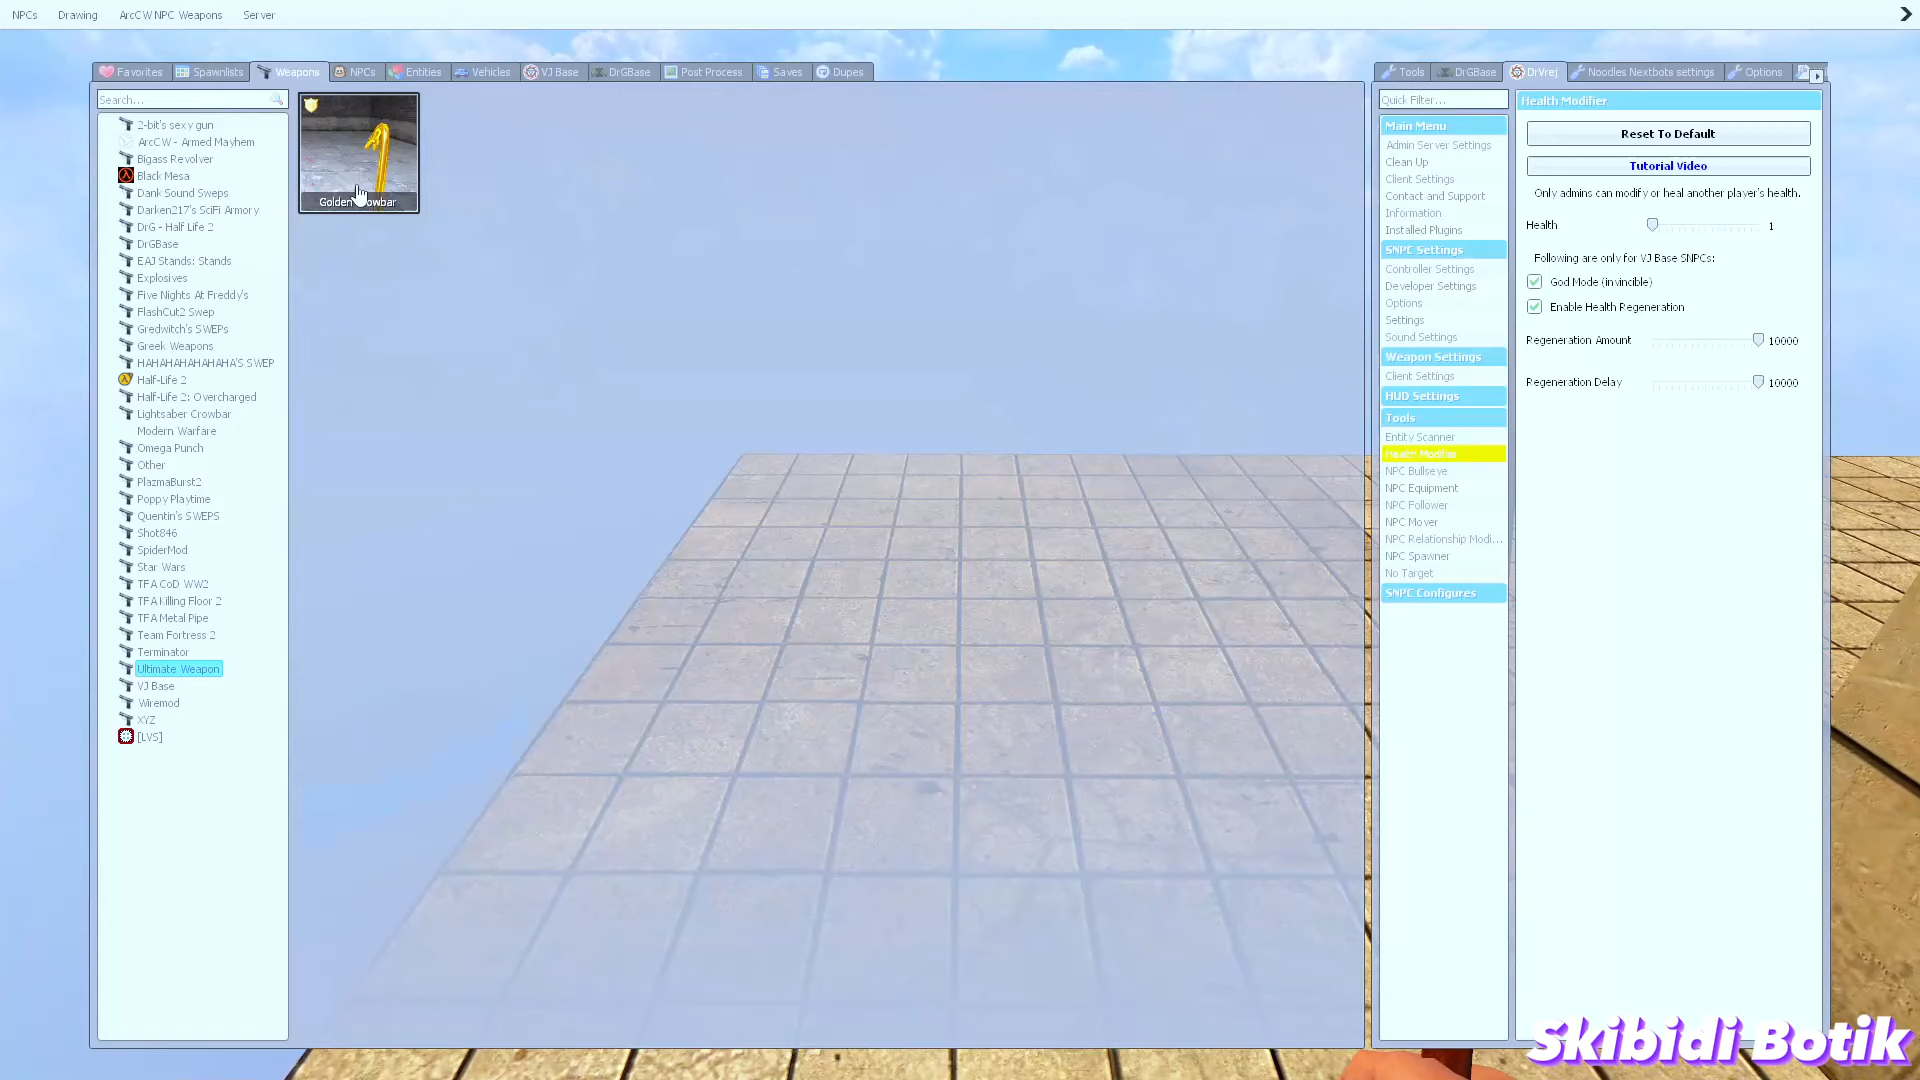 NPCs Drawing ArcCW NPC Weapons Server
Favorites Spawnlists Weapons NPCs Entities Vehicles VJ Base DrGBase Post Process Saves Dupes
Search...
2-bit's sexy gun
ArcCW - Armed Mayhem
Bigass Revolver
Black Mesa
Dank Sound Sweps
Darken217's SciFi Armory
DrG - Half Life 2
DrGBase
EAJ Stands: Stands
Explosives
Five Nights At Freddy's
FlashCut2 Swep
Gredwitch's SWEPs
Greek Weapons
HAHAHAHAHAHAHA'S SWEP
Half-Life 2
Half-Life 2: Overcharged
Lightsaber Crowbar
Modern Warfare
Omega Punch
Other
PlazmaBurst2
Poppy Playtime
Quentin's SWEPS
Shot846
SpiderMod
Star Wars
TFA CoD WW2
TFA Killing Floor 2
TFA Metal Pipe
Team Fortress 2
Terminator
Ultimate Weapon
VJ Base
Wiremod
XYZ
[LVS]
Golden
Tools DrGBase DrVrej Noodles Nextbots settings Options
Quick Filter...
Main Menu
Admin Server Settings
Clean Up
Client Settings
Contact and Support
Information
Installed Plugins
SNPC Settings
Controller Settings
Developer Settings
Options
Settings
Sound Settings
Weapon Settings
Client Settings
HUD Settings
Tools
Entity Scanner
Health Modifier
NPC Bullseye
NPC Equipment
NPC Follower
NPC Mover
NPC Relationship Modi...
NPC Spawner
No Target
SNPC Configures
Health Modifier
Reset To Default
Tutorial Video
Only admins can modify or heal another player's health.
Health 1
Following are only for VJ Base SNPCs:
God Mode (invincible)
Enable Health Regeneration
Regeneration Amount 10000
Regeneration Delay 10000
Skibidi Botik